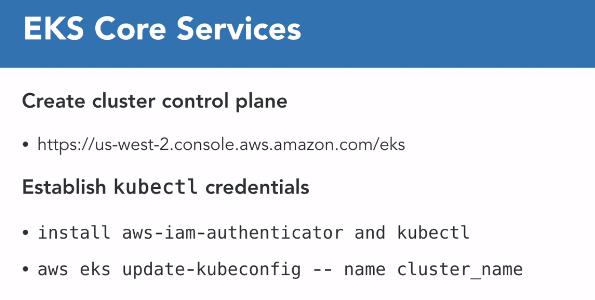 EKS Core Services
Create cluster control plane
• https://us-west-2.console.aws.amazon.com/eks
Establish kubectl credentials
• install aws-iam-authenticator and kubectl
• aws eks update-kubeconfig -- name cluster_name